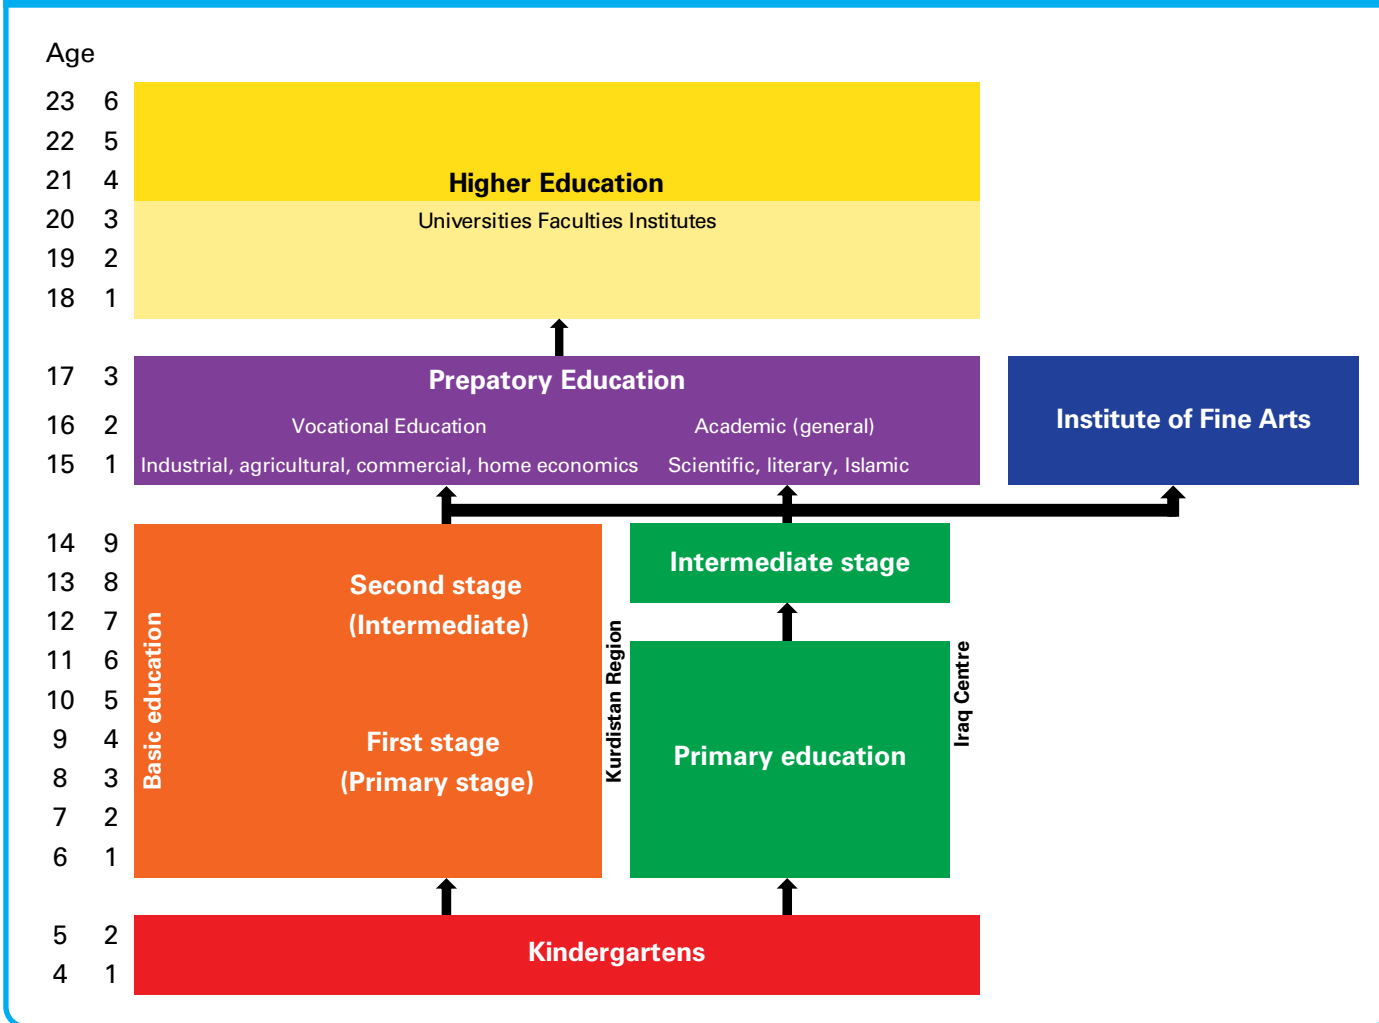 Age
23 6
22 5
21 4
Higher Education
20 3
Universities Faculties Institutes
19 2
18 1
17 3
Prepatory Education
Institute of Fine Arts
16 2
Vocational Education
Academic (general)
15 1
Industrial, agricultural, commercial, home economics
Scientific, literary, Islamic
14 9
Intermediate stage
13 8
Second stage
12 7
(Intermediate)
11 6
10 5
Basic education
Kurdistan Region
Iraq Centre
9 4
First stage
Primary education
8 3
(Primary stage)
7 2
6 1
5 2
Kindergartens
4 1